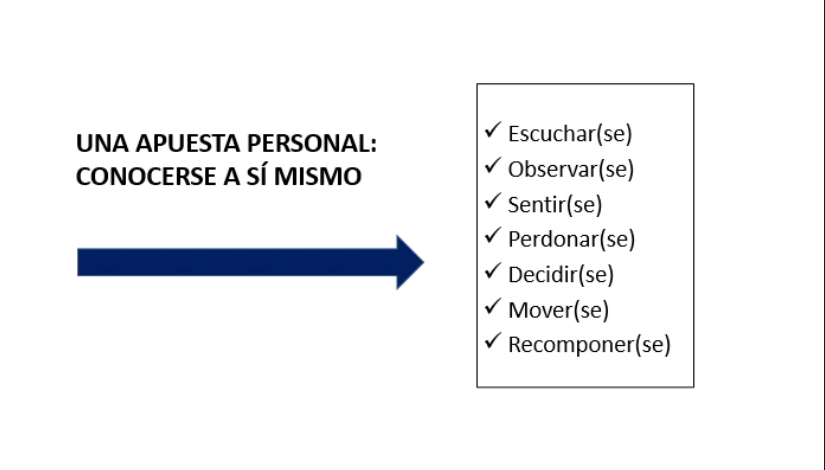 UNA APUESTA PERSONAL:
CONOCERSE A SÍ MISMO
✓ Escuchar(se)
✓ Observar(se)
✓ Sentir(se)
✓ Perdonar(se)
✓ Decidir(se)
✓ Mover(se)
✓ Recomponer(se)